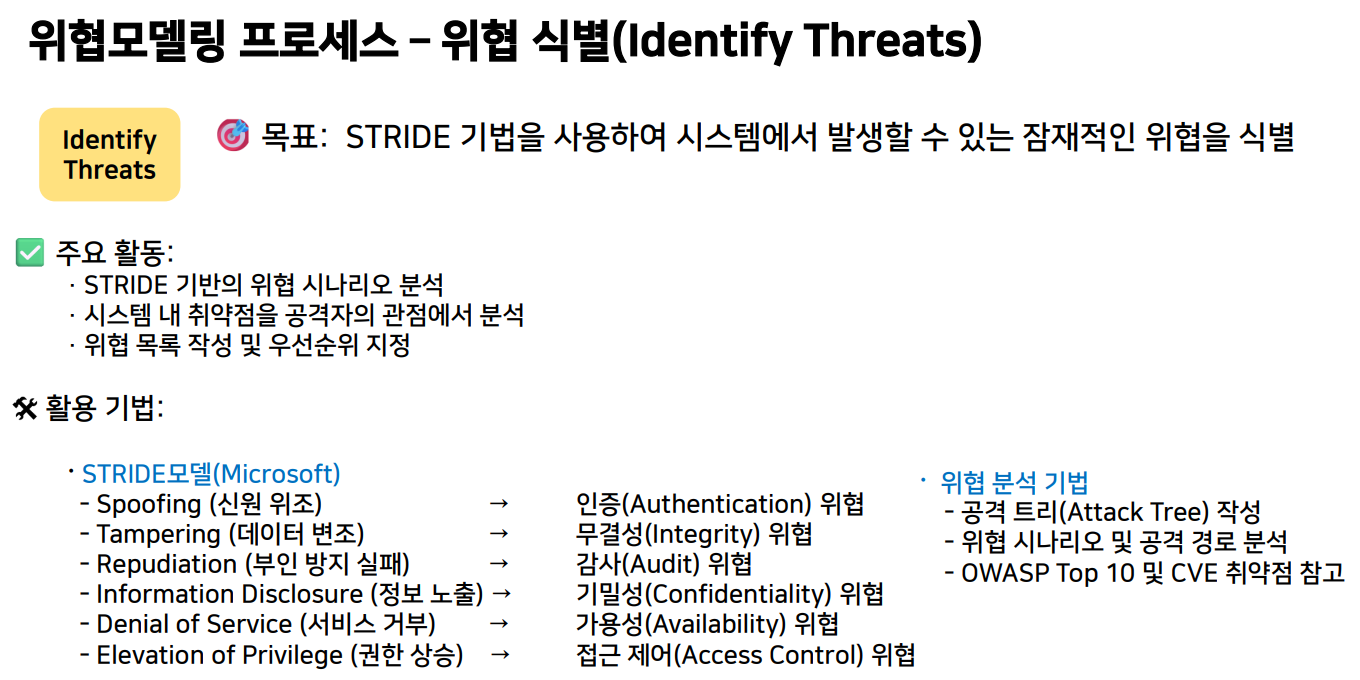 위협모델링 프로세스 – 위협 식별(Identify Threats)
Identify
Threats
목표: STRIDE 기법을 사용하여 시스템에서 발생할 수 있는 잠재적인 위협을 식별
주요 활동:
· STRIDE 기반의 위협 시나리오 분석
· 시스템 내 취약점을 공격자의 관점에서 분석
· 위협 목록 작성 및 우선순위 지정
활용 기법:
· STRIDE모델(Microsoft)
- Spoofing (신원 위조) → 인증(Authentication) 위협
- Tampering (데이터 변조) → 무결성(Integrity) 위협
- Repudiation (부인 방지 실패) → 감사(Audit) 위협
- Information Disclosure (정보 노출) → 기밀성(Confidentiality) 위협
- Denial of Service (서비스 거부) → 가용성(Availability) 위협
- Elevation of Privilege (권한 상승) → 접근 제어(Access Control) 위협
· 위협 분석 기법
- 공격 트리(Attack Tree) 작성
- 위협 시나리오 및 공격 경로 분석
- OWASP Top 10 및 CVE 취약점 참고